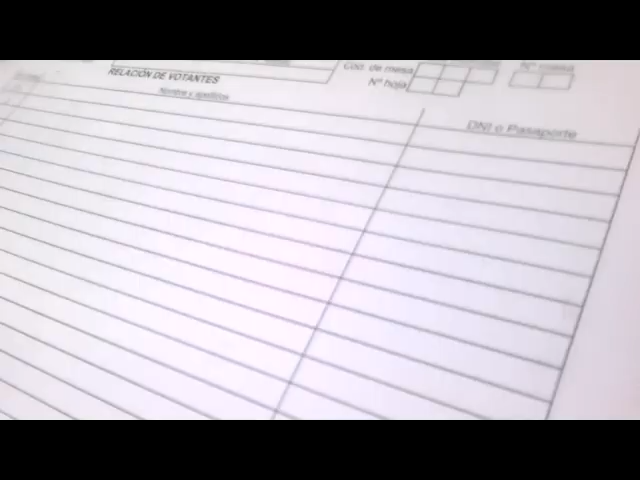 RELACIÓN DE VOTANTES
Cod. de mesa
Nº hoja
Nombre y apellidos
DNI o Pasaporte